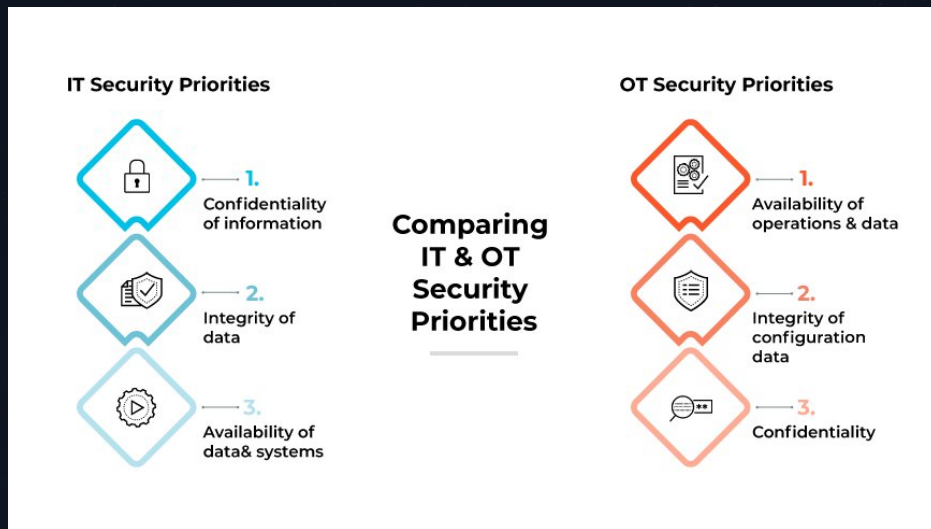 IT Security Priorities
1.
Confidentiality
of information
2.
Integrity of
data
3.
Availability of
data& systems
Comparing
IT & OT
Security
Priorities
OT Security Priorities
1.
Availability of
operations & data
2.
Integrity of
configuration
data
3.
**
Confidentiality